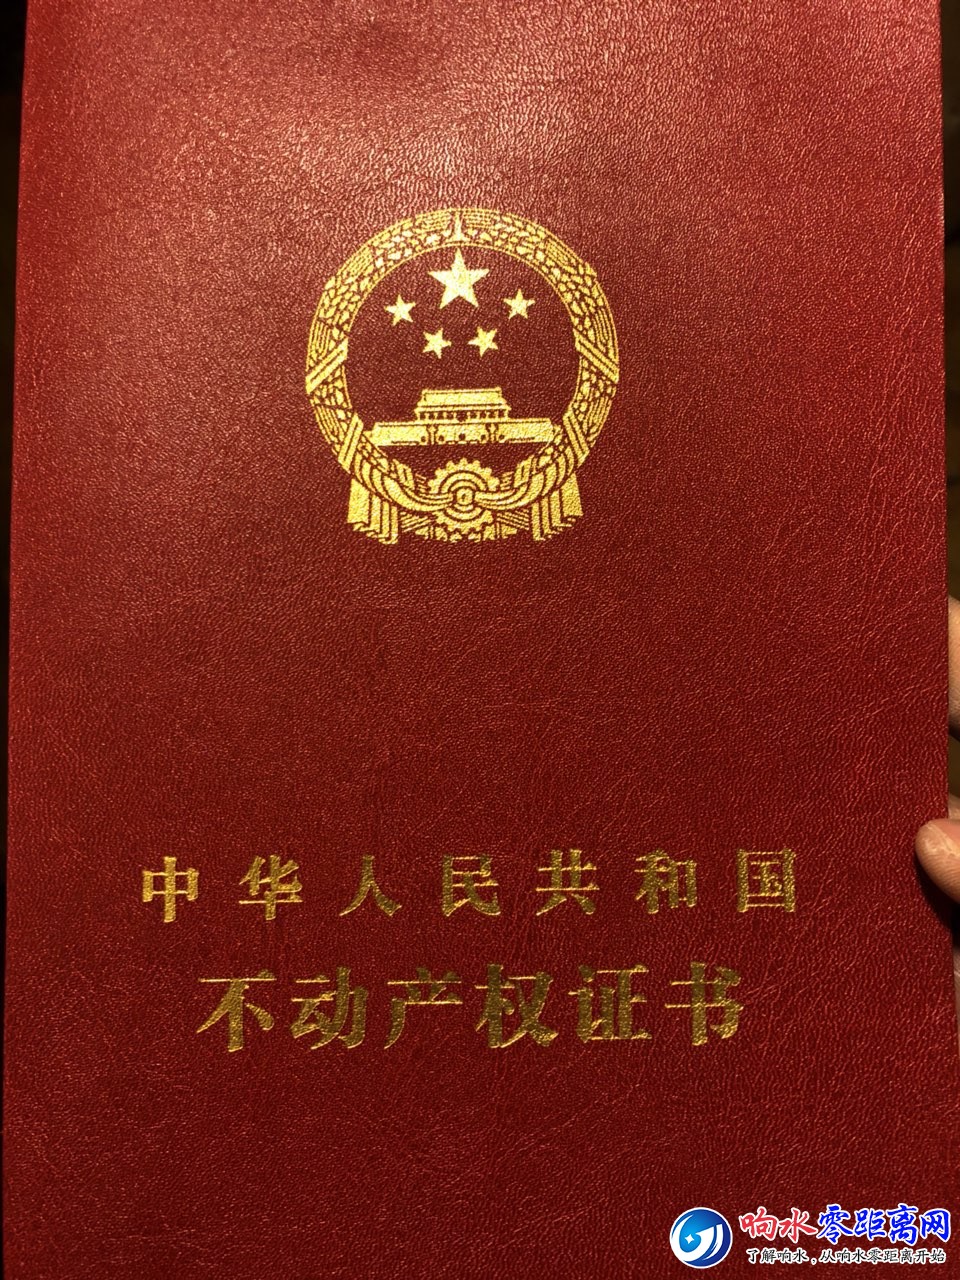 中华人民共和国
不动产权证书
响水零距离网
了解响水，从响水零距离开始